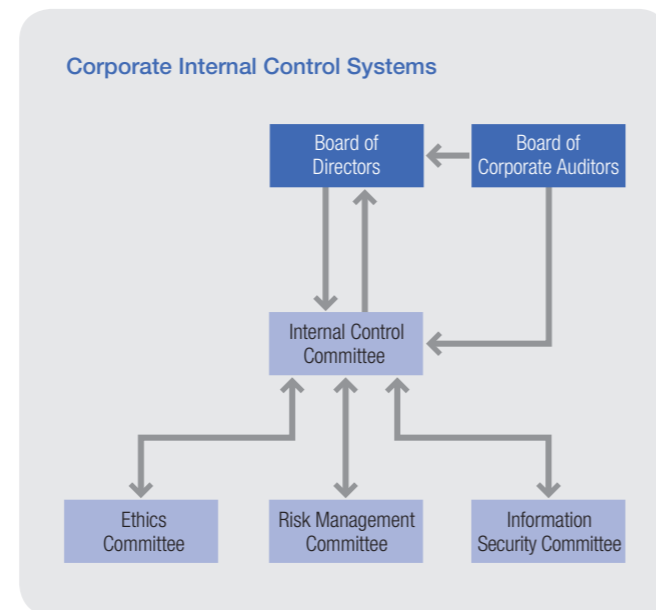 Corporate Internal Control Systems
Board of
Directors
Board of
Corporate Auditors
Internal Control
Committee
Ethics
Committee
Risk Management
Committee
Information
Security Committee